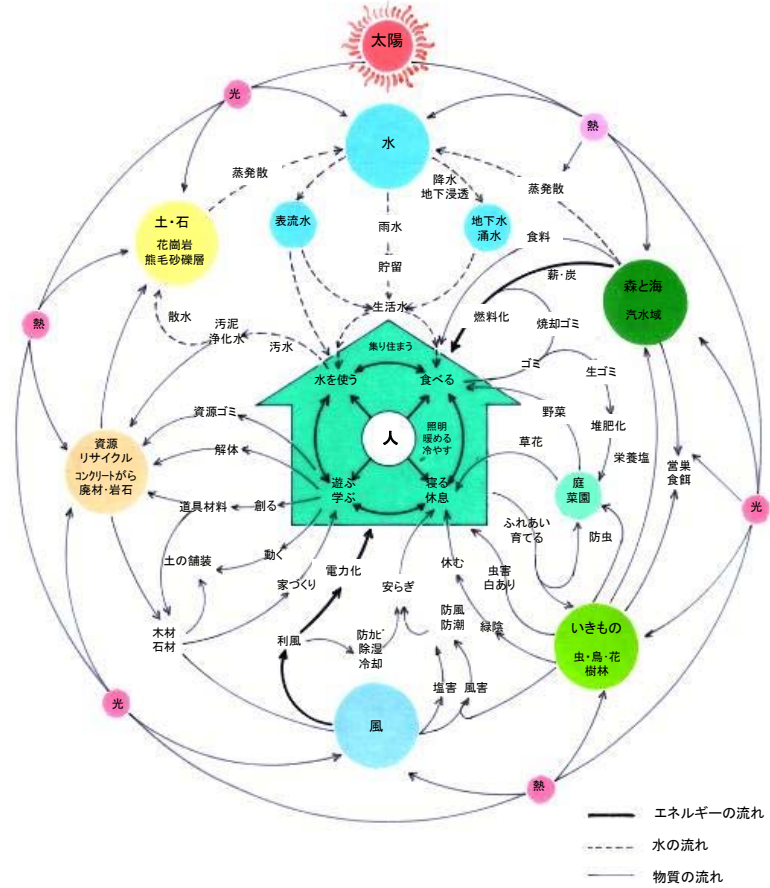 太陽
光
熱
水
蒸発散
降水
地下浸透
蒸発散
土・石
花崗岩
熊毛砂礫層
表流水
雨水
地下水
涌水
食料
貯留
薪・炭
森と海
汽水域
生活水
燃料化
熱
散水
汚泥
浄化水
汚水
集り住まう
焼却ゴミ
水を使う
食べる
ゴミ
生ゴミ
資源ゴミ
人
照明
暖める
冷やす
野菜
堆肥化
資源
リサイクル
コンクリートがら
廃材・岩石
解体
草花
栄養塩
営巣
食餌
遊ぶ
学ぶ
寝る
休息
庭
菜園
道具材料
創る
ふれあい
育てる
防虫
光
土の舗装
動く
家づくり
電力化
安らぎ
休む
虫害
白あり
木材
石材
利風
防カビ
除湿
冷却
防風
防潮
緑陰
いきもの
虫・鳥・花
樹林
塩害
風害
光
風
熱
エネルギーの流れ
水の流れ
物質の流れ